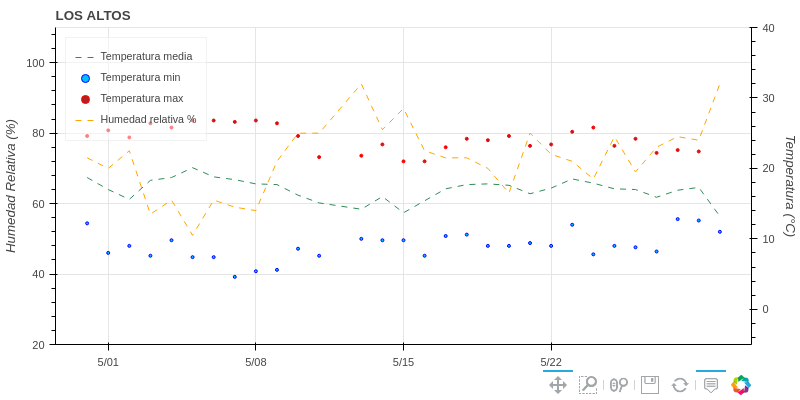 LOS ALTOS
Temperatura media
Temperatura min
Temperatura max
Humedad relativa %
Humedad Relativa (%)
100
80
60
40
20
40
30
20
10
0
Temperatura (°C)
5/01
5/08
5/15
5/22